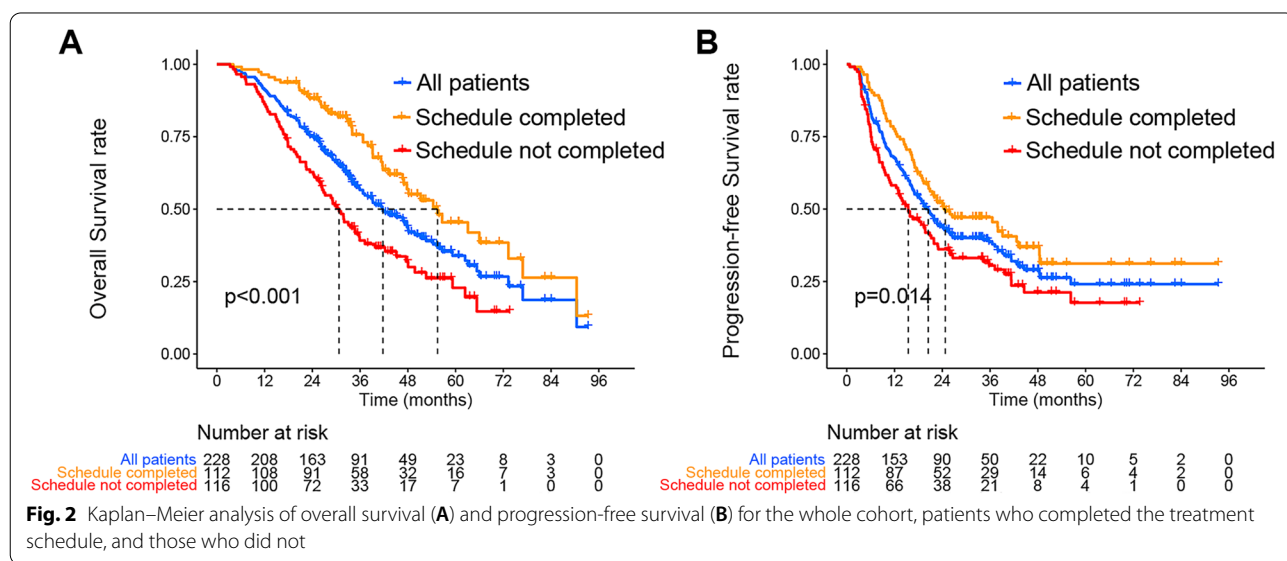 A
Overall Survival rate
1.00
0.75
0.50
0.25
0.00
All patients
Schedule completed
Schedule not completed
p<0.001
0 12 24 36 48 60 72 84 96
Time (months)
Number at risk
All patients 228 208 163 91 49 23 8 3 0
Schedule completed 112 108 91 58 32 16 7 3 0
Schedule not completed 116 100 72 33 17 7 1 0 0
B
Progression-free Survival rate
1.00
0.75
0.50
0.25
0.00
All patients
Schedule completed
Schedule not completed
p=0.014
0 12 24 36 48 60 72 84 96
Time (months)
Number at risk
All patients 228 153 90 50 22 10 5 2 0
Schedule completed 112 87 52 29 14 6 4 2 0
Schedule not completed 116 66 38 21 8 4 1 0 0
Fig. 2 Kaplan–Meier analysis of overall survival (A) and progression-free survival (B) for the whole cohort, patients who completed the treatment
schedule, and those who did not